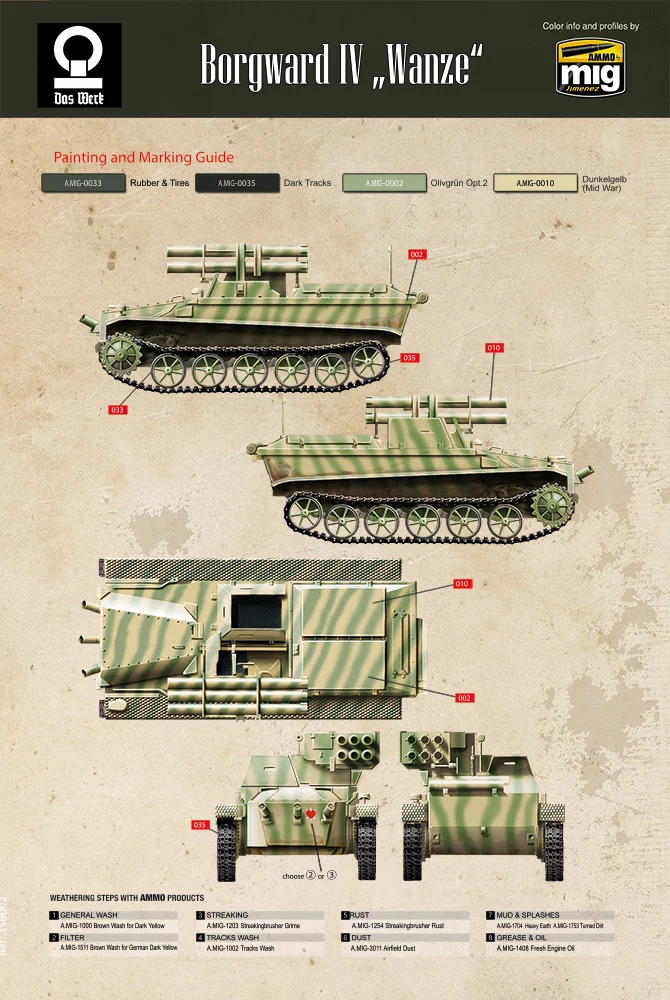 Das Werk
Borgward IV „Wanze“
Color info and profiles by
AMMO by
mig
Jimenez
Painting and Marking Guide
A.MIG-0033 Rubber & Tires A.MIG-0035 Dark Tracks A.MIG-0002 Olivgrün Opt.2 A.MIG-0010 Dunkelgelb
(Mid War)
002
010
035
033
010
002
035
choose ② or ③
WEATHERING STEPS WITH AMMO PRODUCTS
1 GENERAL WASH
A.MIG-1000 Brown Wash for Dark Yellow
2 FILTER
A.MIG-1511 Brown Wash for German Dark Yellow
3 STREAKING
A.MIG-1203 Streakingbrusher Grime
4 TRACKS WASH
A.MIG-1002 Tracks Wash
5 RUST
A.MIG-1254 Streakingbrusher Rust
6 DUST
A.MIG-3011 Airfield Dust
7 MUD & SPLASHES
A.MIG-1704 Heavy Earth A.MIG-1753 Turned Dirt
8 GREASE & OIL
A.MIG-1408 Fresh Engine Oil